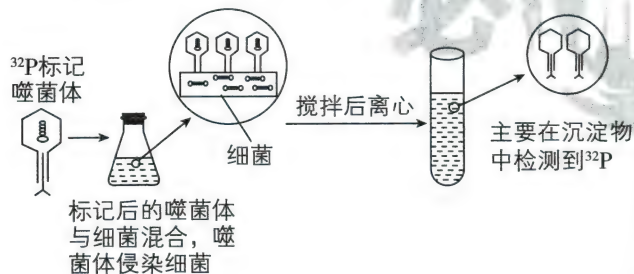 ³²P标记
噬菌体
标记后的噬菌体
与细菌混合，噬
菌体侵染细菌
细菌
搅拌后离心
主要在沉淀物
中检测到³²P